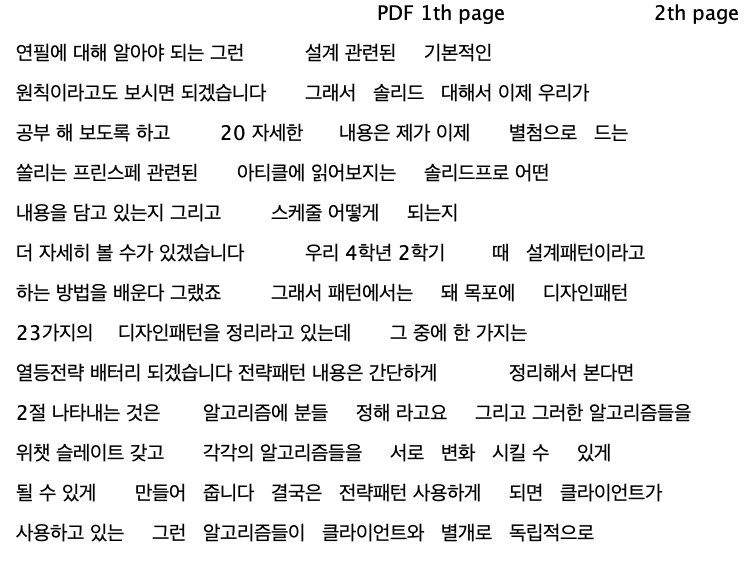 PDF 1th page 2th page
연필에 대해 알아야 되는 그런 설계 관련된 기본적인
원칙이라고도 보시면 되겠습니다 그래서 솔리드 대해서 이제 우리가
공부 해 보도록 하고 20 자세한 내용은 제가 이제 별첨으로 드는
쏠리는 프린스페 관련된 아티클에 읽어보지는 솔리드프로 어떤
내용을 담고 있는지 그리고 스케줄 어떻게 되는지
더 자세히 볼 수가 있겠습니다 우리 4학년 2학기 때 설계패턴이라고
하는 방법을 배운다 그랬죠 그래서 패턴에서는 돼 목포에 디자인패턴
23가지의 디자인패턴을 정리라고 있는데 그 중에 한 가지는
열등전략 배터리 되겠습니다 전략패턴 내용은 간단하게 정리해서 본다면
2절 나타내는 것은 알고리즘에 분들 정해 라고요 그리고 그러한 알고리즘들을
위챗 슬레이트 갖고 각각의 알고리즘들을 서로 변화 시킬 수 있게
될 수 있게 만들어 줍니다 결국은 전략패턴 사용하게 되면 클라이언트가
사용하고 있는 그런 알고리즘들이 클라이언트와 별개로 독립적으로